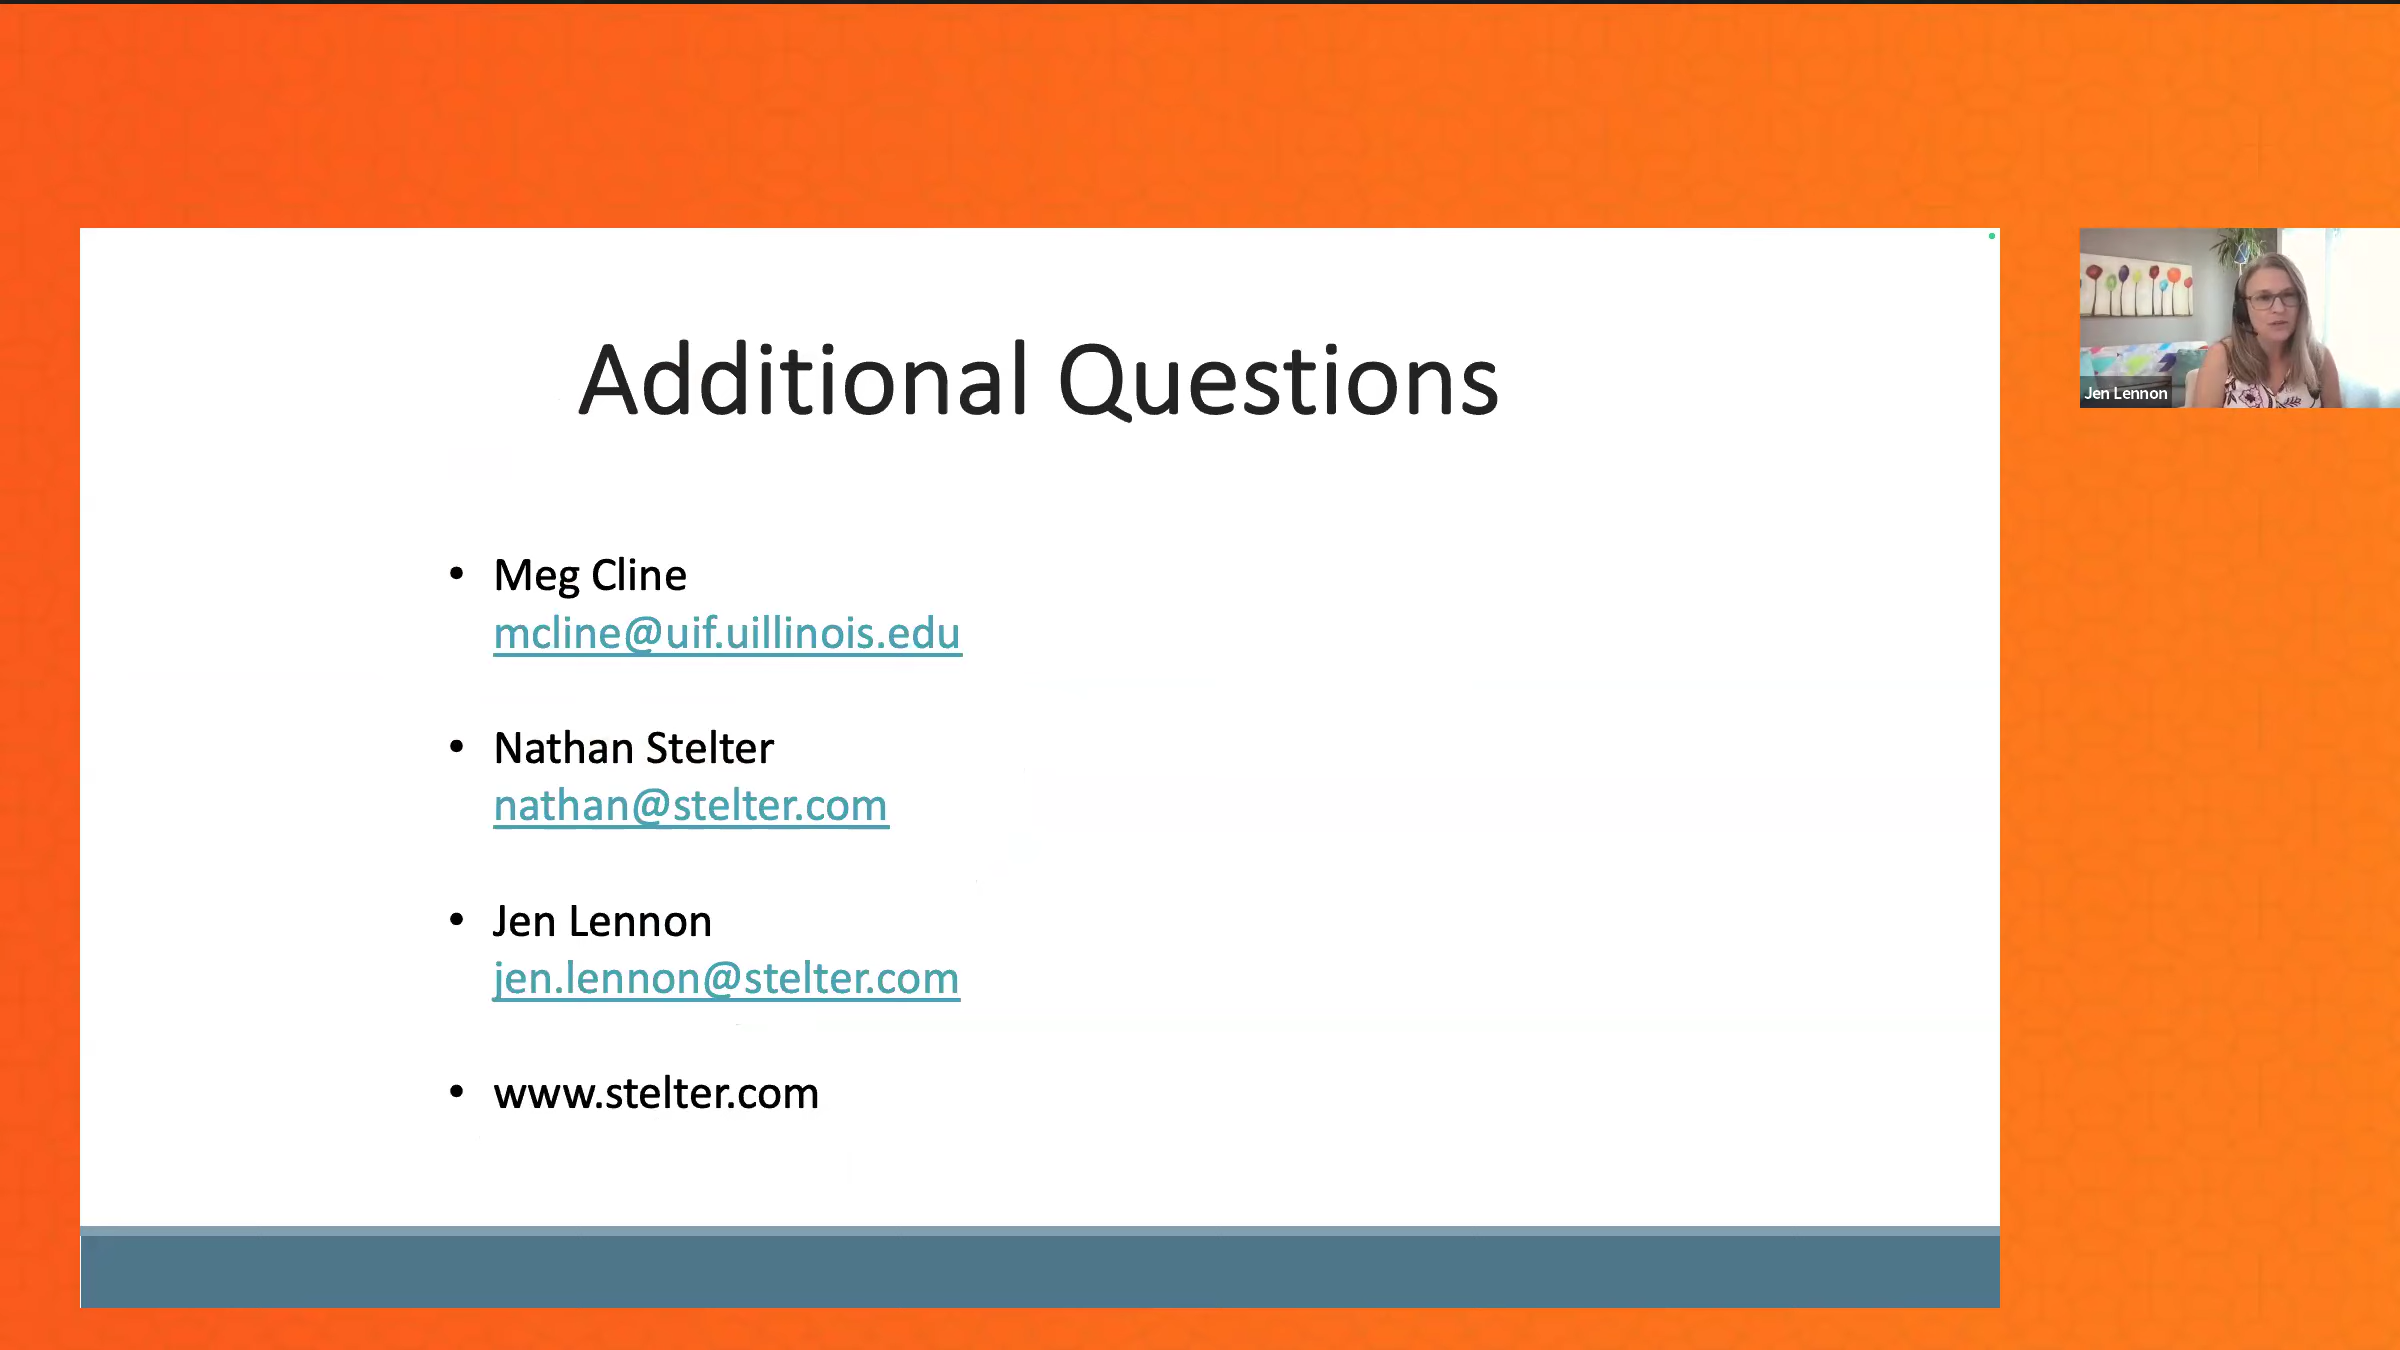 Additional Questions
• Meg Cline
mcline@uif.uillinois.edu
• Nathan Stelter
nathan@stelter.com
• Jen Lennon
jen.lennon@stelter.com
• www.stelter.com
Jen Lennon